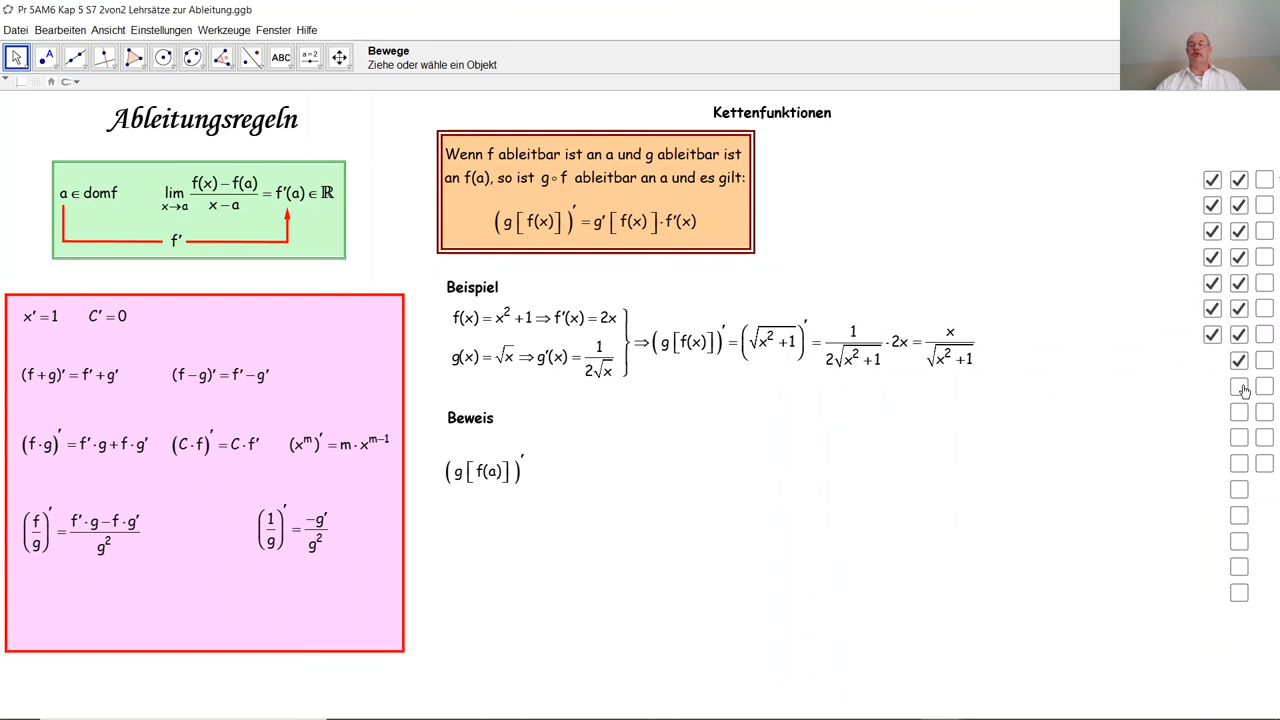 Pr 5AM6 Kap 5 S7 2von2 Lehrsätze zur Ableitung.ggb
Datei Bearbeiten Ansicht Einstellungen Werkzeuge Fenster Hilfe
A ABC a=2
Bewege
Ziehe oder wähle ein Objekt
Ableitungsregeln
a ∈ domf lim x→a (f(x) − f(a))/(x − a) = f′(a) ∈ ℝ
f′
x′ = 1 C′ = 0
(f + g)′ = f′ + g′ (f − g)′ = f′ − g′
(f · g)′ = f′ · g + f · g′ (C · f)′ = C · f′ (x^m)′ = m · x^(m−1)
(f/g)′ = (f′ · g − f · g′)/g² (1/g)′ = −g′/g²
Kettenfunktionen
Wenn f ableitbar ist an a und g ableitbar ist
an f(a), so ist g ∘ f ableitbar an a und es gilt:
(g[f(x)])′ = g′[f(x)] · f′(x)
Beispiel
f(x) = x² + 1 ⇒ f′(x) = 2x
g(x) = √x ⇒ g′(x) = 1/(2√x)
⇒ (g[f(x)])′ = (√(x² + 1))′ = 1/(2√(x² + 1)) · 2x = x/√(x² + 1)
Beweis
(g[f(a)])′